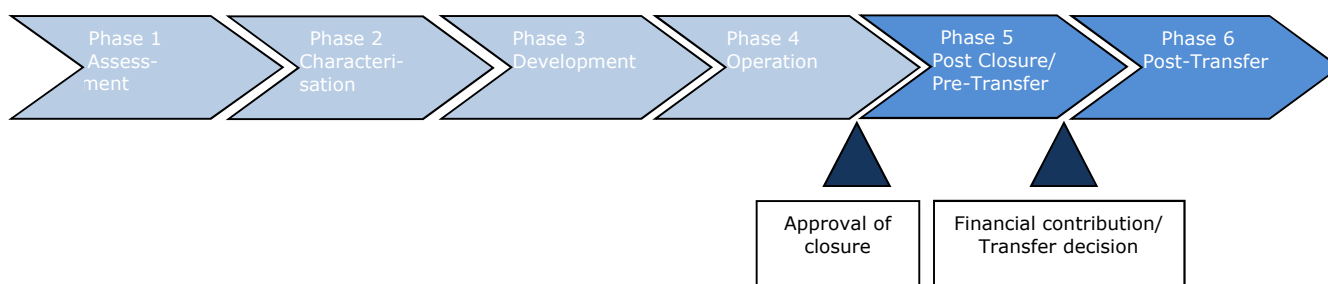 Phase 1
Assess-
ment
Phase 2
Characteri-
sation
Phase 3
Development
Phase 4
Operation
Phase 5
Post Closure/
Pre-Transfer
Phase 6
Post-Transfer
Approval of
closure
Financial contribution/
Transfer decision